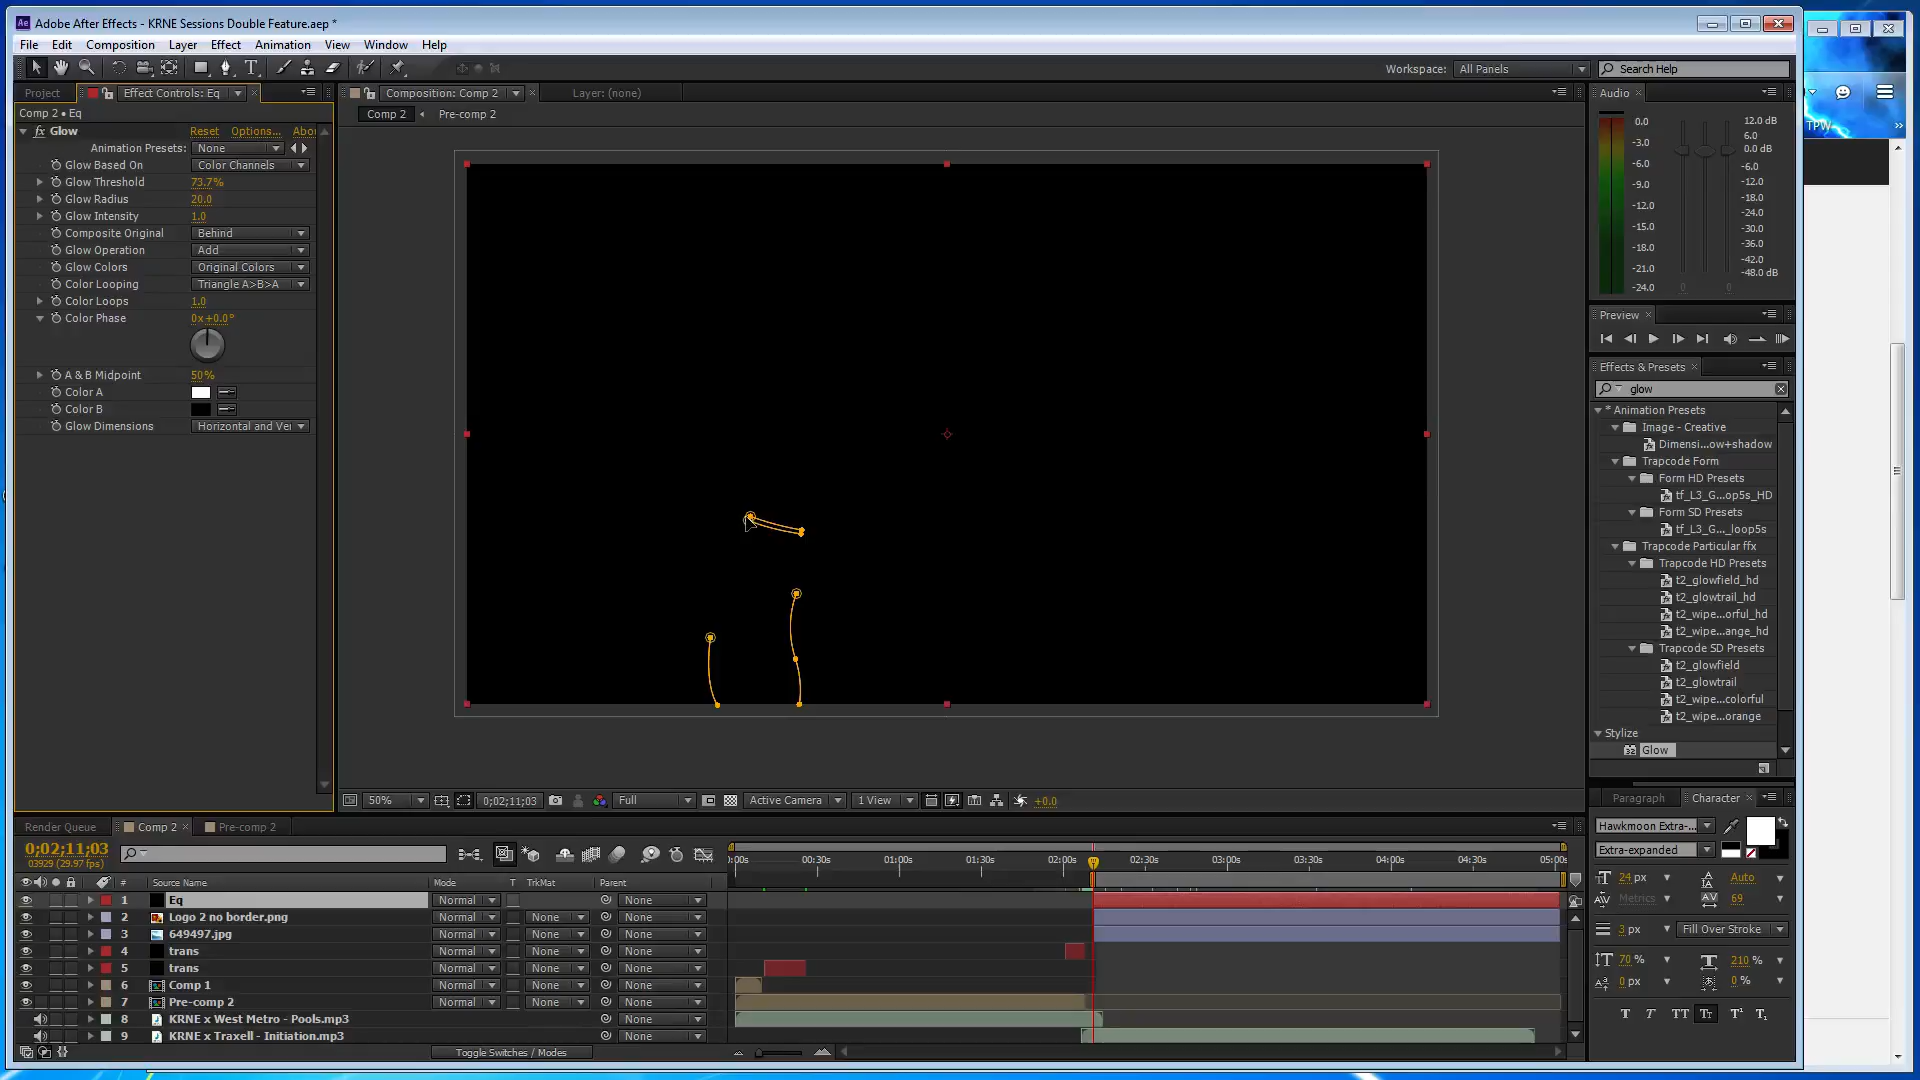 Adobe After Effects - KRNE Sessions Double Feature.aep *
File Edit Composition Layer Effect Animation View Window Help
Workspace: All Panels Search Help
Project Effect Controls: Eq
Comp 2 • Eq
Glow Reset Options... Abo
Animation Presets: None
Glow Based On Color Channels
Glow Threshold 73.7%
Glow Radius 20.0
Glow Intensity 1.0
Composite Original Behind
Glow Operation Add
Glow Colors Original Colors
Color Looping Triangle A>B>A
Color Loops 1.0
Color Phase 0x+0.0°
A & B Midpoint 50%
Color A
Color B
Glow Dimensions Horizontal and Ver
Composition: Comp 2 Layer: (none)
Comp 2 Pre-comp 2
50% 0;02;11;03 Full Active Camera 1 View +0.0
Audio
0.0
-3.0
-6.0
-9.0
-12.0
-15.0
-18.0
-21.0
-24.0
12.0 dB
6.0
0.0 dB
-6.0
-12.0
-18.0
-24.0
-30.0
-36.0
-42.0
-48.0 dB
0 0
Preview
Effects & Presets
glow
* Animation Presets
Image - Creative
Dimensi...ow+shadow
Trapcode Form
Form HD Presets
tf_L3_G...op5s_HD
Form SD Presets
tf_L3_G..._loop5s
Trapcode Particular ffx
Trapcode HD Presets
t2_glowfield_hd
t2_glowtrail_hd
t2_wipe...orful_hd
t2_wipe...ange_hd
Trapcode SD Presets
t2_glowfield
t2_glowtrail
t2_wipe...colorful
t2_wipe...orange
Stylize
Glow
Paragraph Character
Hawkmoon Extra-...
Extra-expanded
24 px Auto
Metrics 69
3 px Fill Over Stroke
70 % 210 %
0 px 0 %
T T TT Tт T¹ T₁
TPW
Render Queue Comp 2 Pre-comp 2
0;02;11;03
03929 (29.97 fps)
):00s 00:30s 01:00s 01:30s 02:00s 02:30s 03:00s 03:30s 04:00s 04:30s 05:00s
# Source Name Mode T TrkMat Parent
1 Eq Normal None
2 Logo 2 no border.png Normal None None
3 649497.jpg Normal None None
4 trans Normal None None
5 trans Normal None None
6 Comp 1 Normal None None
7 Pre-comp 2 Normal None None
8 KRNE x West Metro - Pools.mp3 None
9 KRNE x Traxell - Initiation.mp3 None
Toggle Switches / Modes